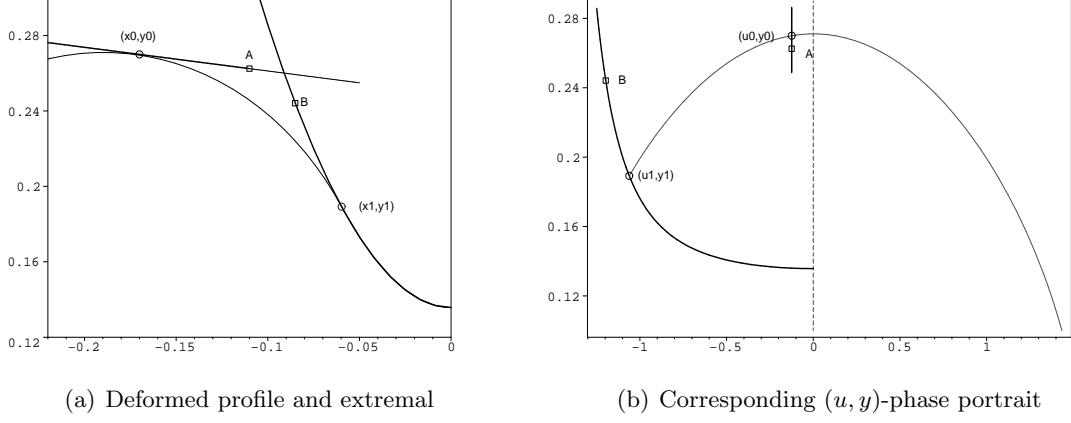 0.28
0.24
0.2
0.16
0.12
−0.2
−0.15
−0.1
−0.05
0
(x0,y0)
A
B
(x1,y1)
(a) Deformed profile and extremal
0.28
0.24
0.2
0.16
0.12
−1
−0.5
0
0.5
1
(u0,y0)
A
B
(u1,y1)
(b) Corresponding (u, y)-phase portrait